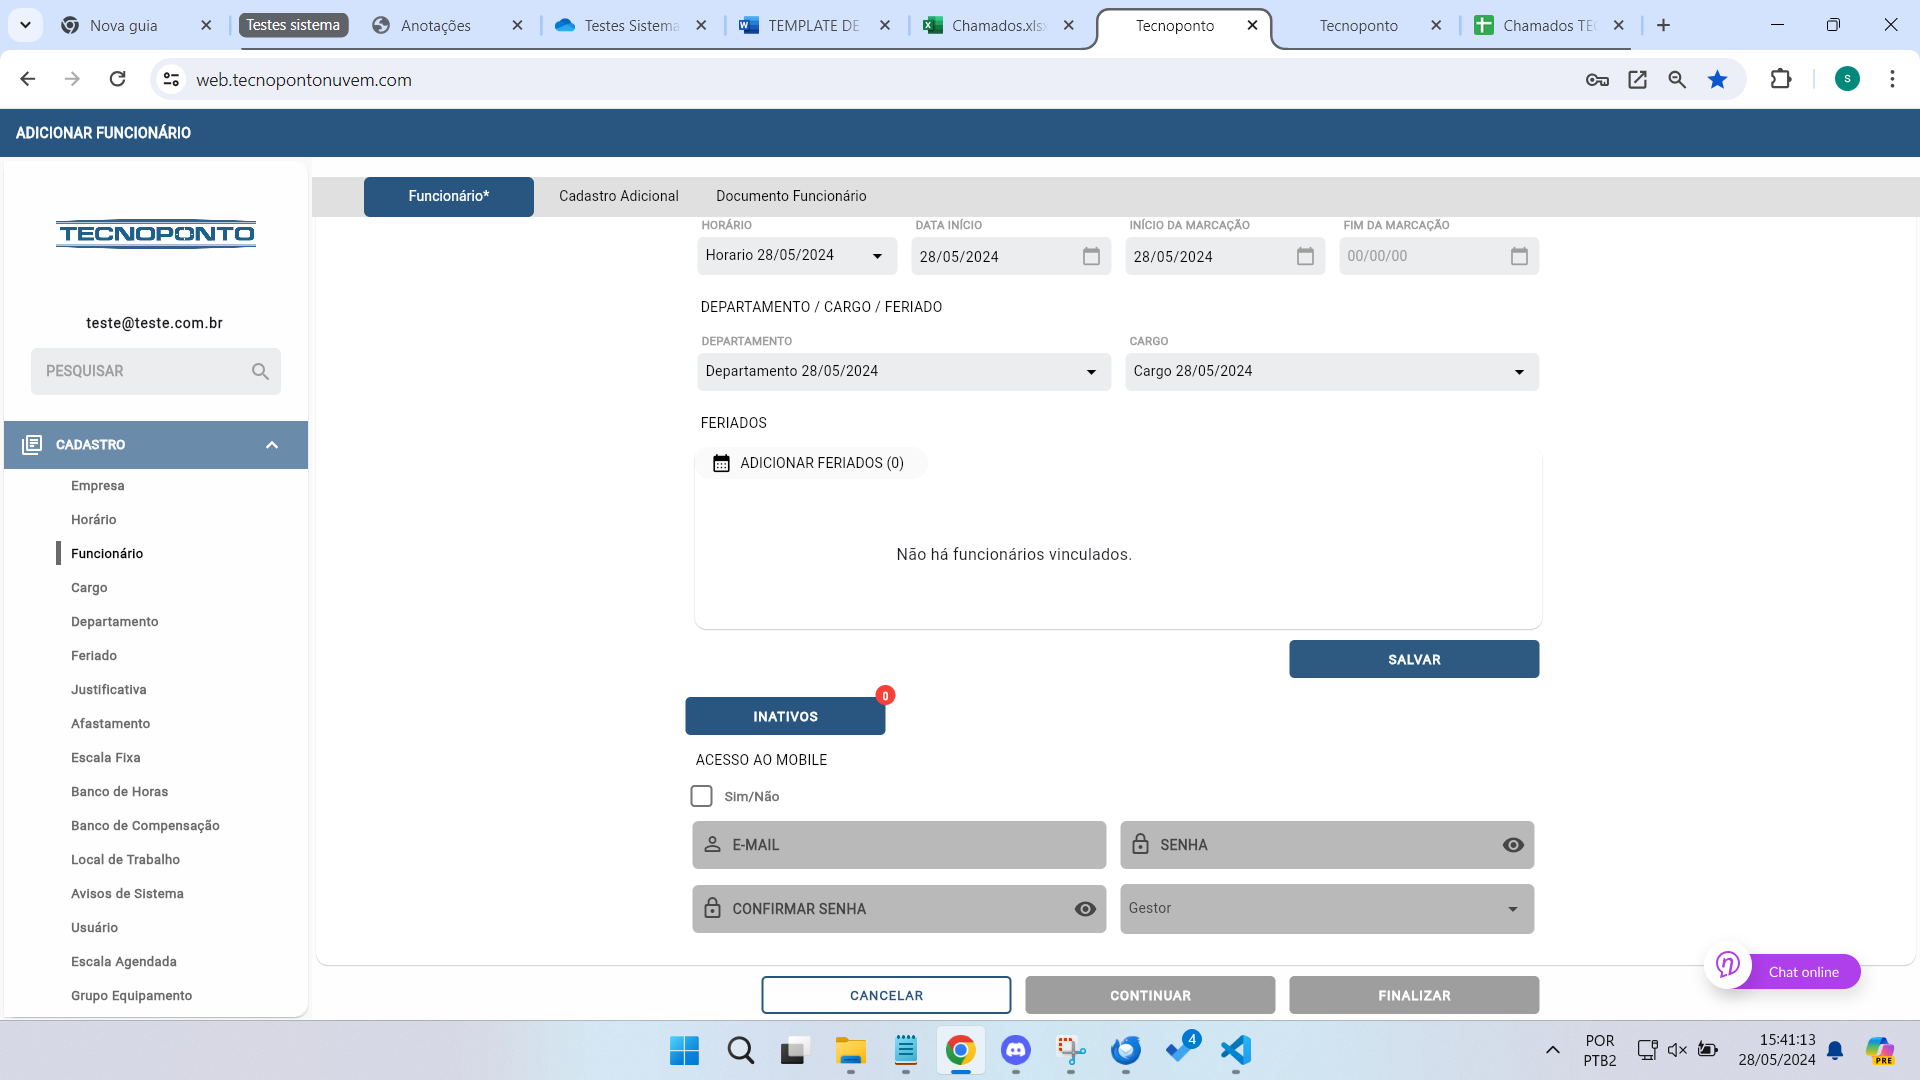 Nova guia
Testes sistema
Anotações
Testes Sistema
TEMPLATE DE
Chamados.xlsx
Tecnoponto
Tecnoponto
Chamados TEC
web.tecnopontonuvem.com
S
ADICIONAR FUNCIONÁRIO
TECNOPONTO
teste@teste.com.br
PESQUISAR
CADASTRO
Empresa
Horário
Funcionário
Cargo
Departamento
Feriado
Justificativa
Afastamento
Escala Fixa
Banco de Horas
Banco de Compensação
Local de Trabalho
Avisos de Sistema
Usuário
Escala Agendada
Grupo Equipamento
Funcionário*
Cadastro Adicional
Documento Funcionário
HORÁRIO
DATA INÍCIO
INÍCIO DA MARCAÇÃO
FIM DA MARCAÇÃO
Horario 28/05/2024
28/05/2024
28/05/2024
00/00/00
DEPARTAMENTO / CARGO / FERIADO
DEPARTAMENTO
CARGO
Departamento 28/05/2024
Cargo 28/05/2024
FERIADOS
ADICIONAR FERIADOS (0)
Não há funcionários vinculados.
SALVAR
0
INATIVOS
ACESSO AO MOBILE
Sim/Não
E-MAIL
SENHA
CONFIRMAR SENHA
Gestor
CANCELAR
CONTINUAR
FINALIZAR
Chat online
4
POR
PTB2
15:41:13
28/05/2024
PRE